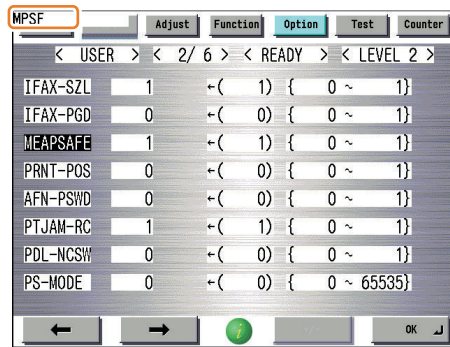 MPSF
Adjust Function Option Test Counter
< USER > < 2/ 6 > < READY > < LEVEL 2 >
IFAX-SZL 1 ←( 1) { 0 ~ 1}
IFAX-PGD 0 ←( 0) { 0 ~ 1}
MEAPSAFE 1 ←( 1) { 0 ~ 1}
PRNT-POS 0 ←( 0) { 0 ~ 1}
AFN-PSWD 0 ←( 0) { 0 ~ 1}
PTJAM-RC 1 ←( 1) { 0 ~ 1}
PDL-NCSW 0 ←( 0) { 0 ~ 1}
PS-MODE 0 ←( 0) { 0 ~ 65535}
← → i OK